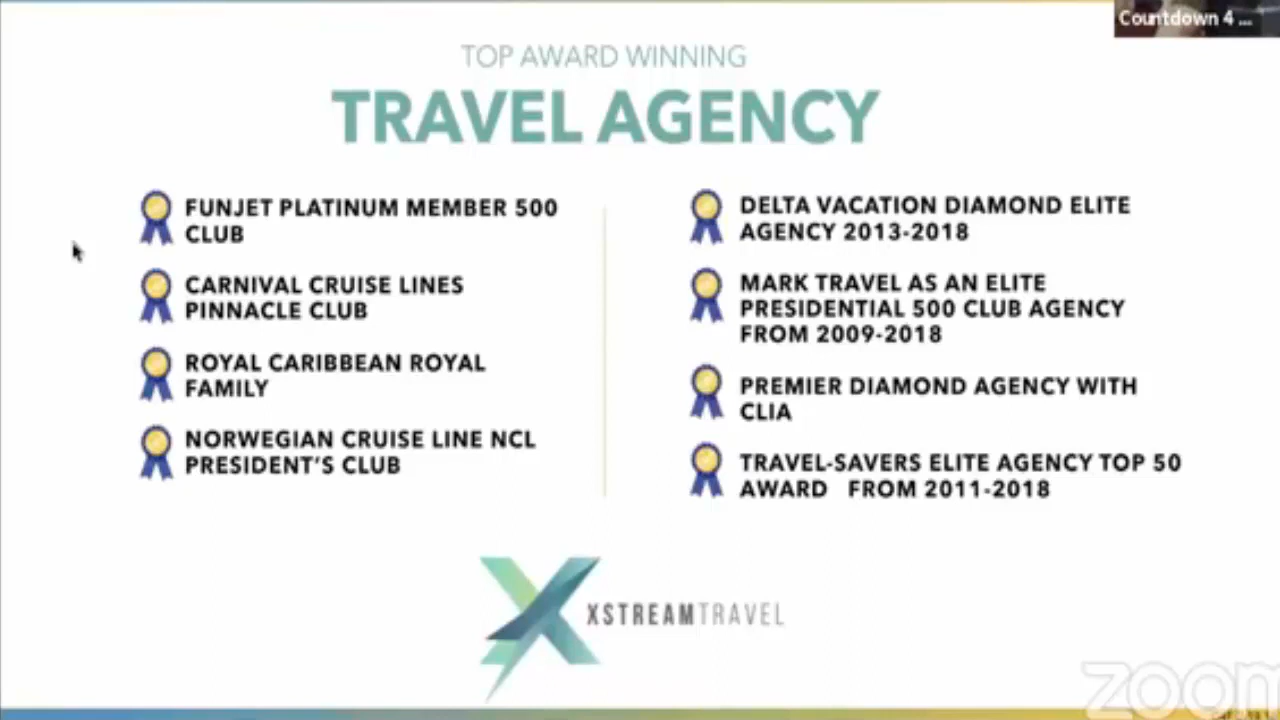 Countdown 4 ...
TOP AWARD WINNING
TRAVEL AGENCY
FUNJET PLATINUM MEMBER 500
CLUB
CARNIVAL CRUISE LINES
PINNACLE CLUB
ROYAL CARIBBEAN ROYAL
FAMILY
NORWEGIAN CRUISE LINE NCL
PRESIDENT'S CLUB
DELTA VACATION DIAMOND ELITE
AGENCY 2013-2018
MARK TRAVEL AS AN ELITE
PRESIDENTIAL 500 CLUB AGENCY
FROM 2009-2018
PREMIER DIAMOND AGENCY WITH
CLIA
TRAVEL-SAVERS ELITE AGENCY TOP 50
AWARD FROM 2011-2018
XSTREAMTRAVEL
zoom